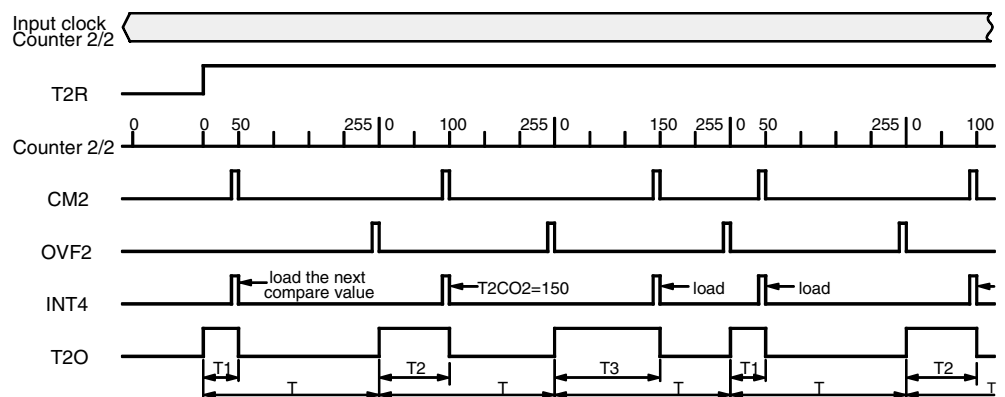 Input clock
Counter 2/2
T2R
0 0 50 255 0 100 255 0 150 255 0 50 255 0 100
Counter 2/2
CM2
OVF2
INT4
load the next
compare value
T2CO2=150
load
load
T2O
T1 T2 T3 T1 T2
T T T T T